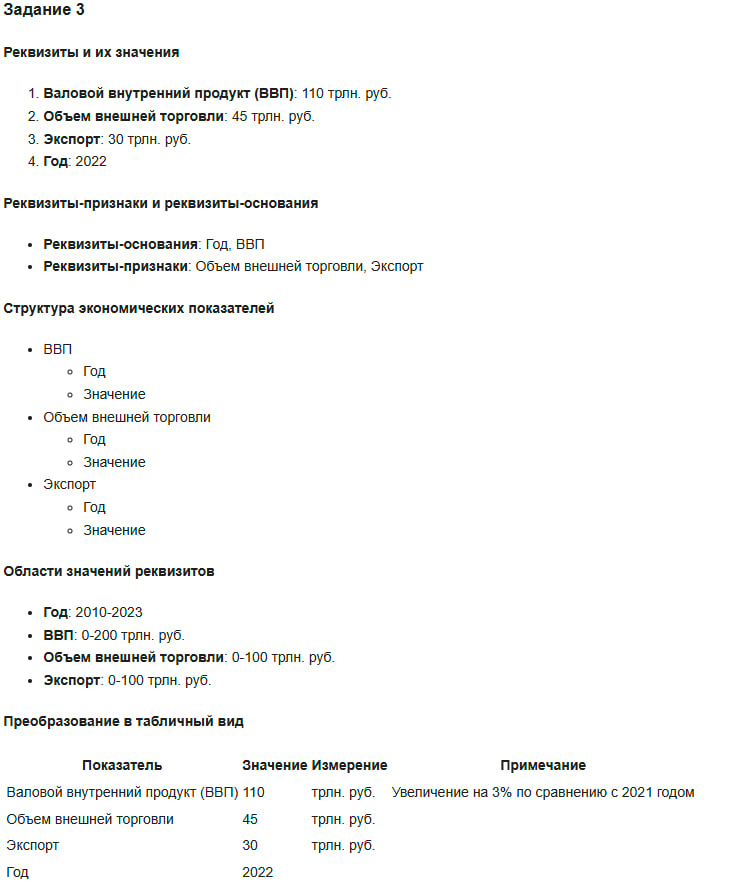 Задание 3
Реквизиты и их значения
1. Валовой внутренний продукт (ВВП): 110 трлн. руб.
2. Объем внешней торговли: 45 трлн. руб.
3. Экспорт: 30 трлн. руб.
4. Год: 2022
Реквизиты-признаки и реквизиты-основания
• Реквизиты-основания: Год, ВВП
• Реквизиты-признаки: Объем внешней торговли, Экспорт
Структура экономических показателей
• ВВП
◦ Год
◦ Значение
• Объем внешней торговли
◦ Год
◦ Значение
• Экспорт
◦ Год
◦ Значение
Области значений реквизитов
• Год: 2010-2023
• ВВП: 0-200 трлн. руб.
• Объем внешней торговли: 0-100 трлн. руб.
• Экспорт: 0-100 трлн. руб.
Преобразование в табличный вид
Показатель Значение Измерение Примечание
Валовой внутренний продукт (ВВП) 110 трлн. руб. Увеличение на 3% по сравнению с 2021 годом
Объем внешней торговли 45 трлн. руб.
Экспорт 30 трлн. руб.
Год 2022